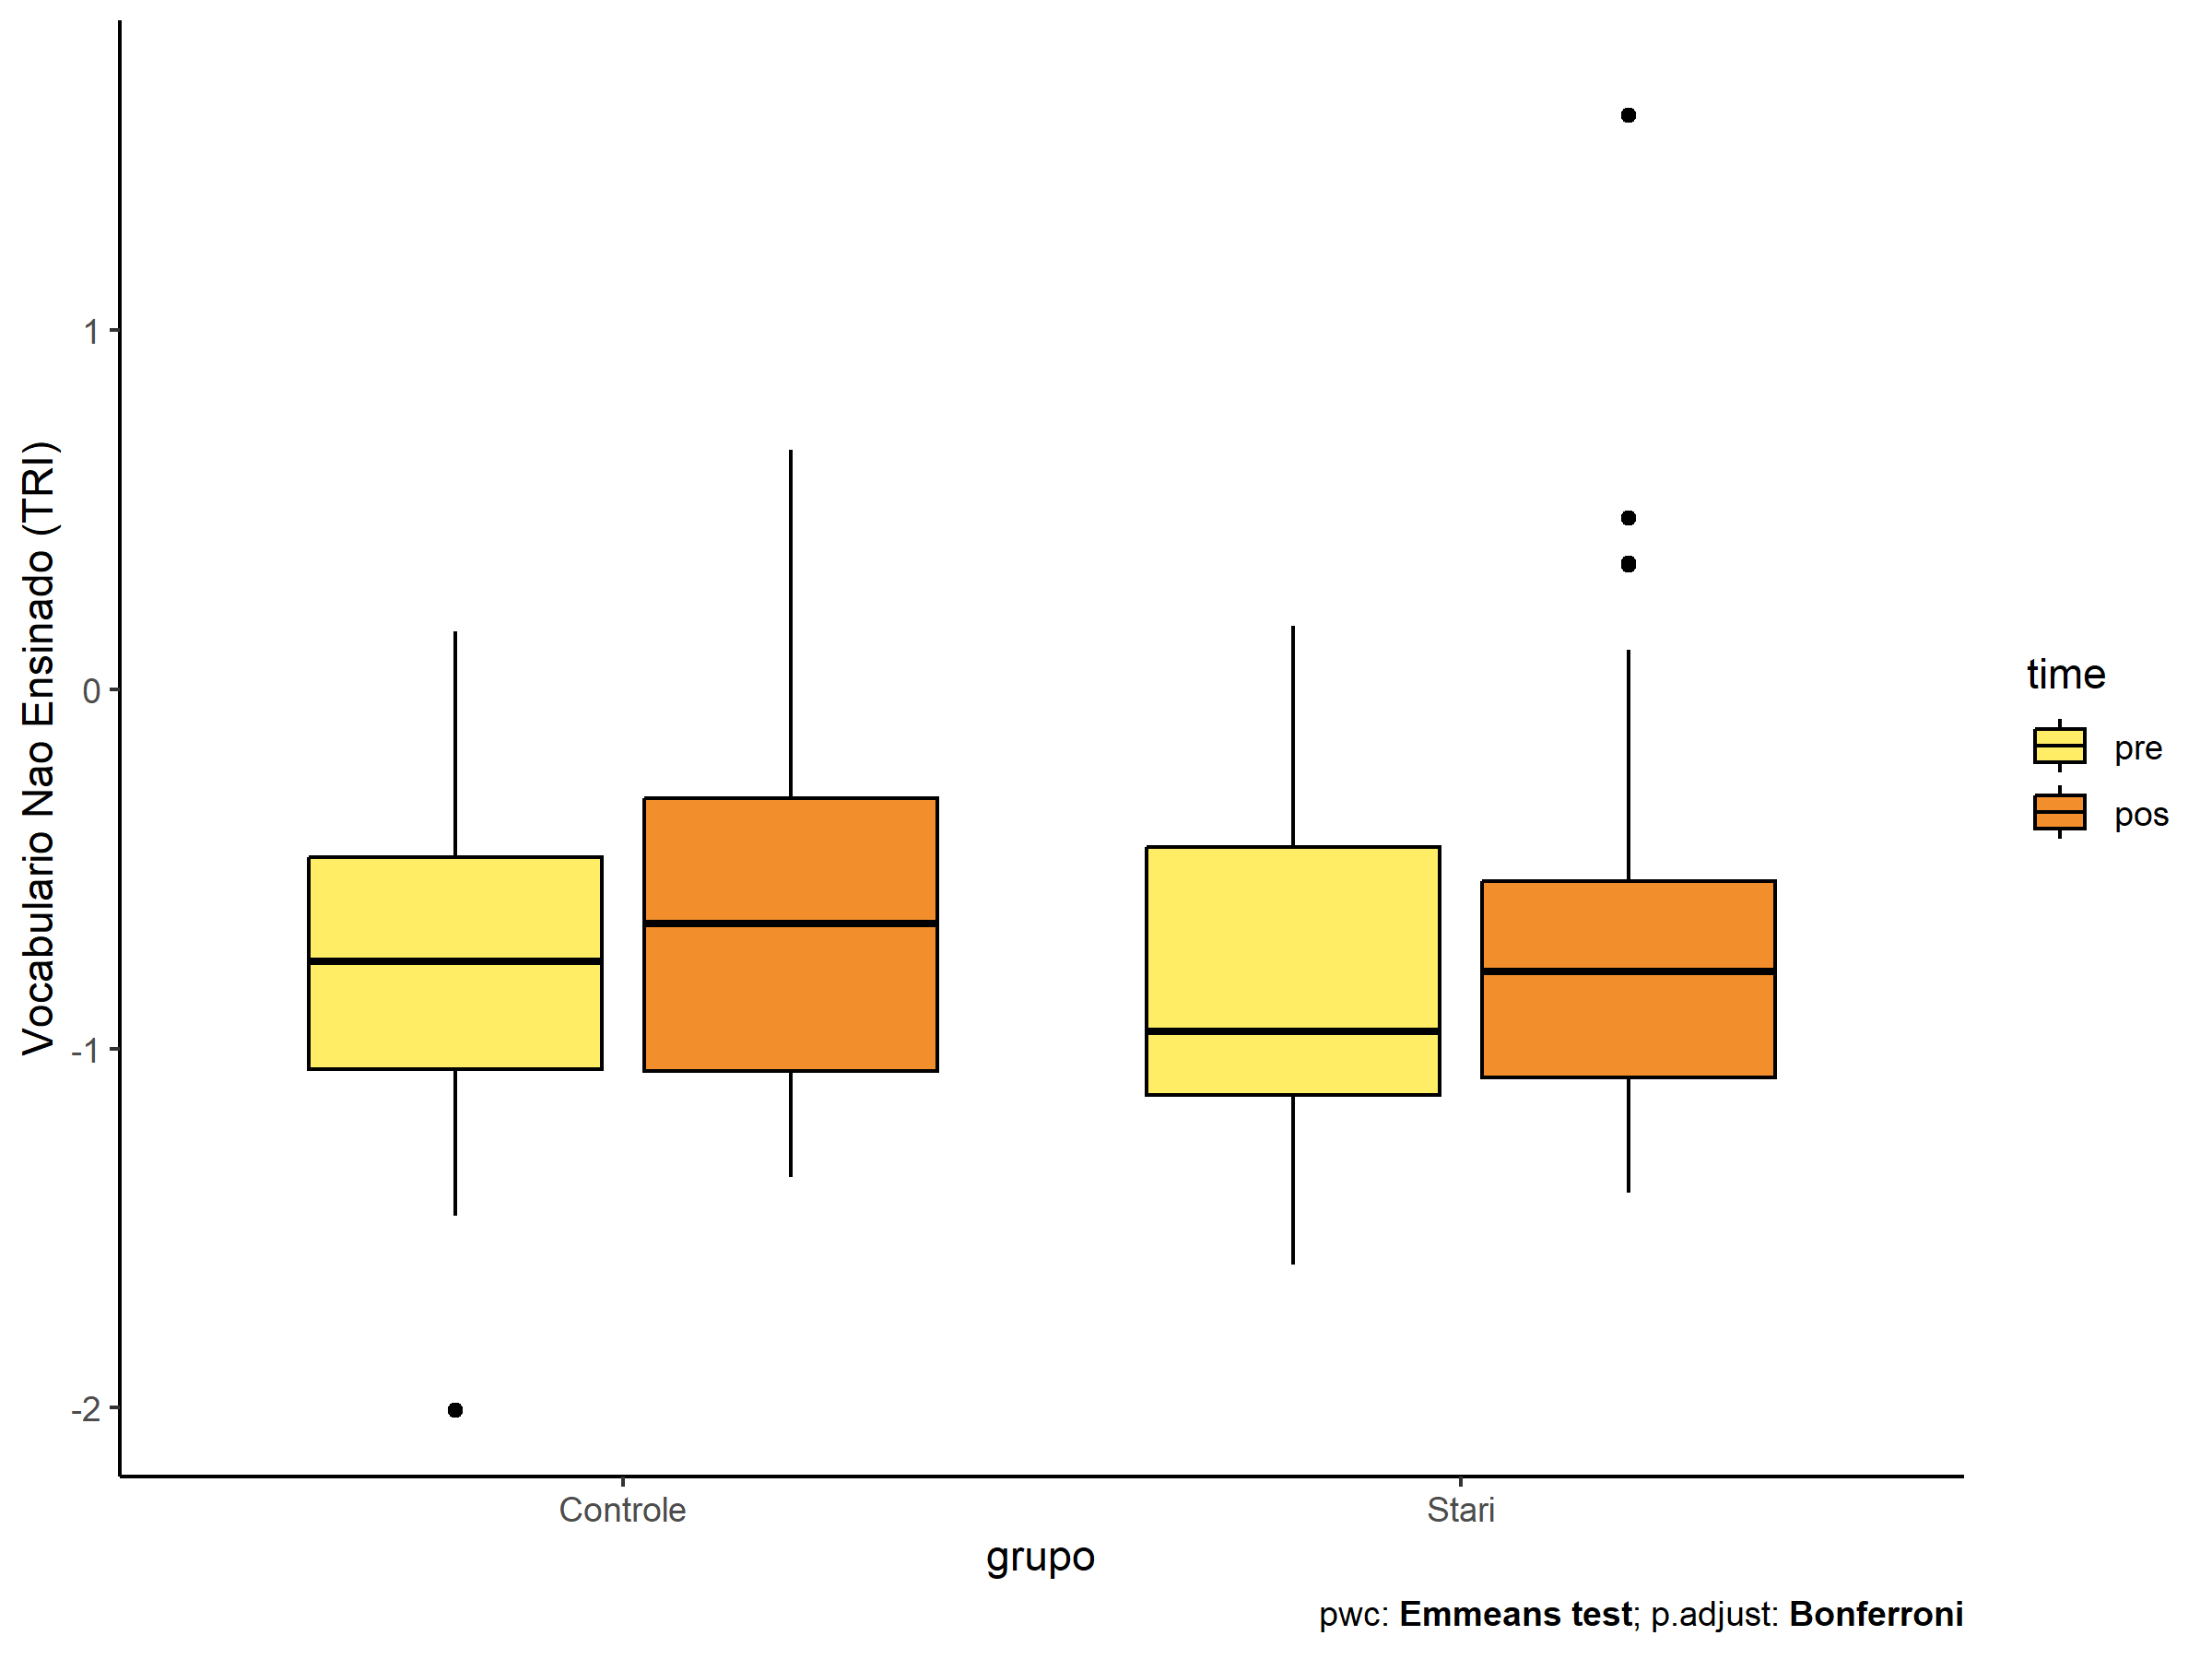 Vocabulario Nao Ensinado (TRI)
1
0
-1
-2
Controle
Stari
grupo
time
pre
pos
pwc: Emmeans test; p.adjust: Bonferroni